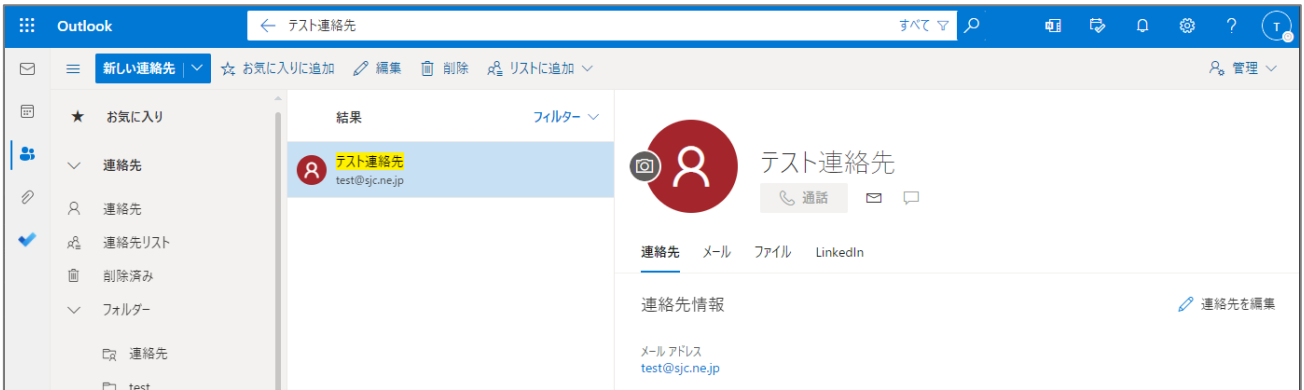 Outlook
テスト連絡先
すべて
新しい連絡先
お気に入りに追加
編集
削除
リストに追加
管理
お気に入り
連絡先
連絡先
連絡先リスト
削除済み
フォルダー
連絡先
test
結果
フィルター
テスト連絡先
test@sjc.ne.jp
テスト連絡先
通話
連絡先 メール ファイル LinkedIn
連絡先情報
連絡先を編集
メール アドレス
test@sjc.ne.jp
T